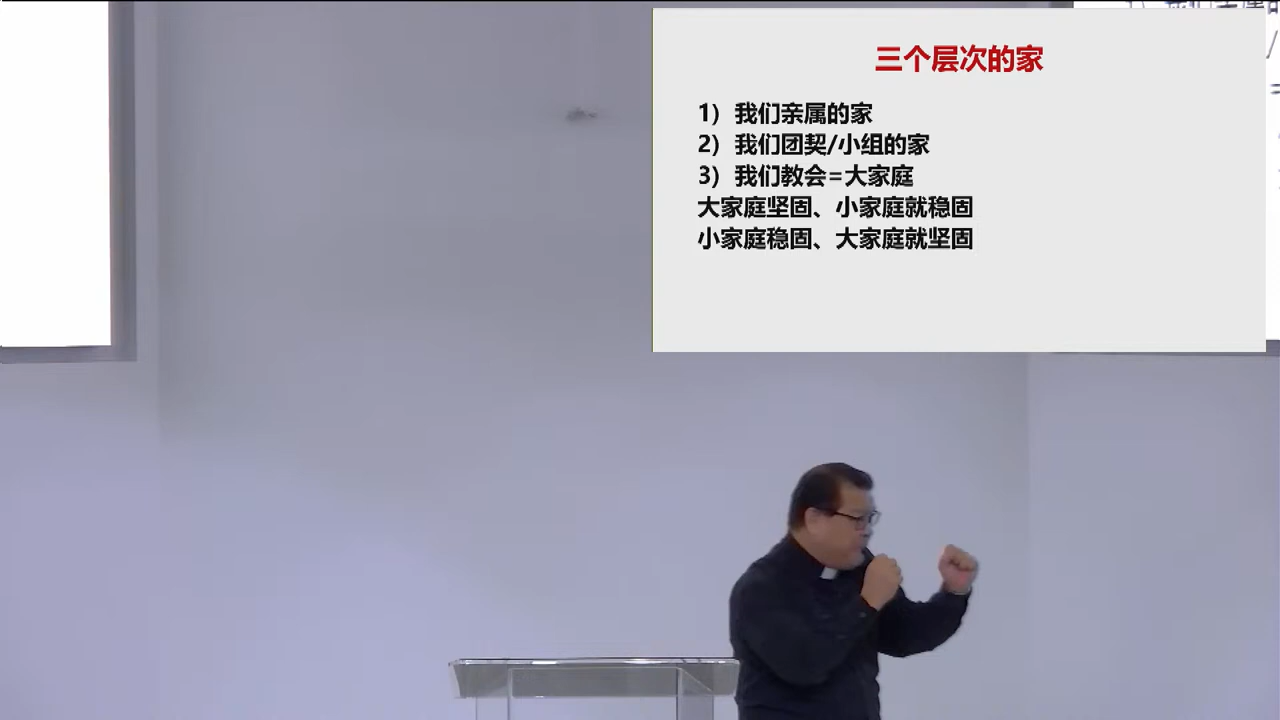 三个层次的家
1）我们亲属的家
2）我们团契/小组的家
3）我们教会=大家庭
大家庭坚固、小家庭就稳固
小家庭稳固、大家庭就坚固